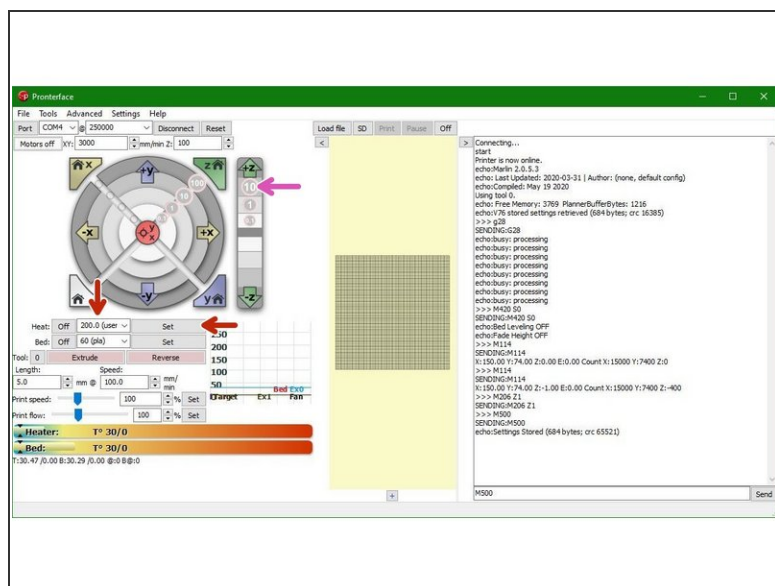 Pronterface
File Tools Advanced Settings Help
Port COM4 @ 250000 Disconnect Reset
Motors off XY: 3000 mm/min Z: 100
Load file SD Print Pause Off
x
z
+y
100
10
1
-x
y
x
+x
-y
y
+z
10
1
-z
Heat: Off 200.0 (user Set
Bed: Off 60 (pla) Set
Tool: 0 Extrude Reverse
Length: Speed:
5.0 mm @ 100.0 mm/
min
Print speed: 100 % Set
Print flow: 100 % Set
250
200
150
100
50
Bed Ex0
Target Ex1 Fan
Heater: T° 30/0
Bed: T° 30/0
T:30.47 /0.00 B:30.29 /0.00 @:0 B@:0
<
+
>
Connecting...
start
Printer is now online.
echo:Marlin 2.0.5.3
echo: Last Updated: 2020-03-31 | Author: (none, default config)
echo:Compiled: May 19 2020
Using tool 0.
echo: Free Memory: 3769 PlannerBufferBytes: 1216
echo:V76 stored settings retrieved (684 bytes; crc 16385)
>>> g28
SENDING:G28
echo:busy: processing
echo:busy: processing
echo:busy: processing
echo:busy: processing
echo:busy: processing
echo:busy: processing
>>> M420 S0
SENDING:M420 S0
echo:Bed Leveling OFF
echo:Fade Height OFF
>>> M114
SENDING:M114
X:150.00 Y:74.00 Z:0.00 E:0.00 Count X:15000 Y:7400 Z:0
>>> M114
SENDING:M114
X:150.00 Y:74.00 Z:-1.00 E:0.00 Count X:15000 Y:7400 Z:-400
>>> M206 Z1
SENDING:M206 Z1
>>> M500
SENDING:M500
echo:Settings Stored (684 bytes; crc 65521)
M500 Send